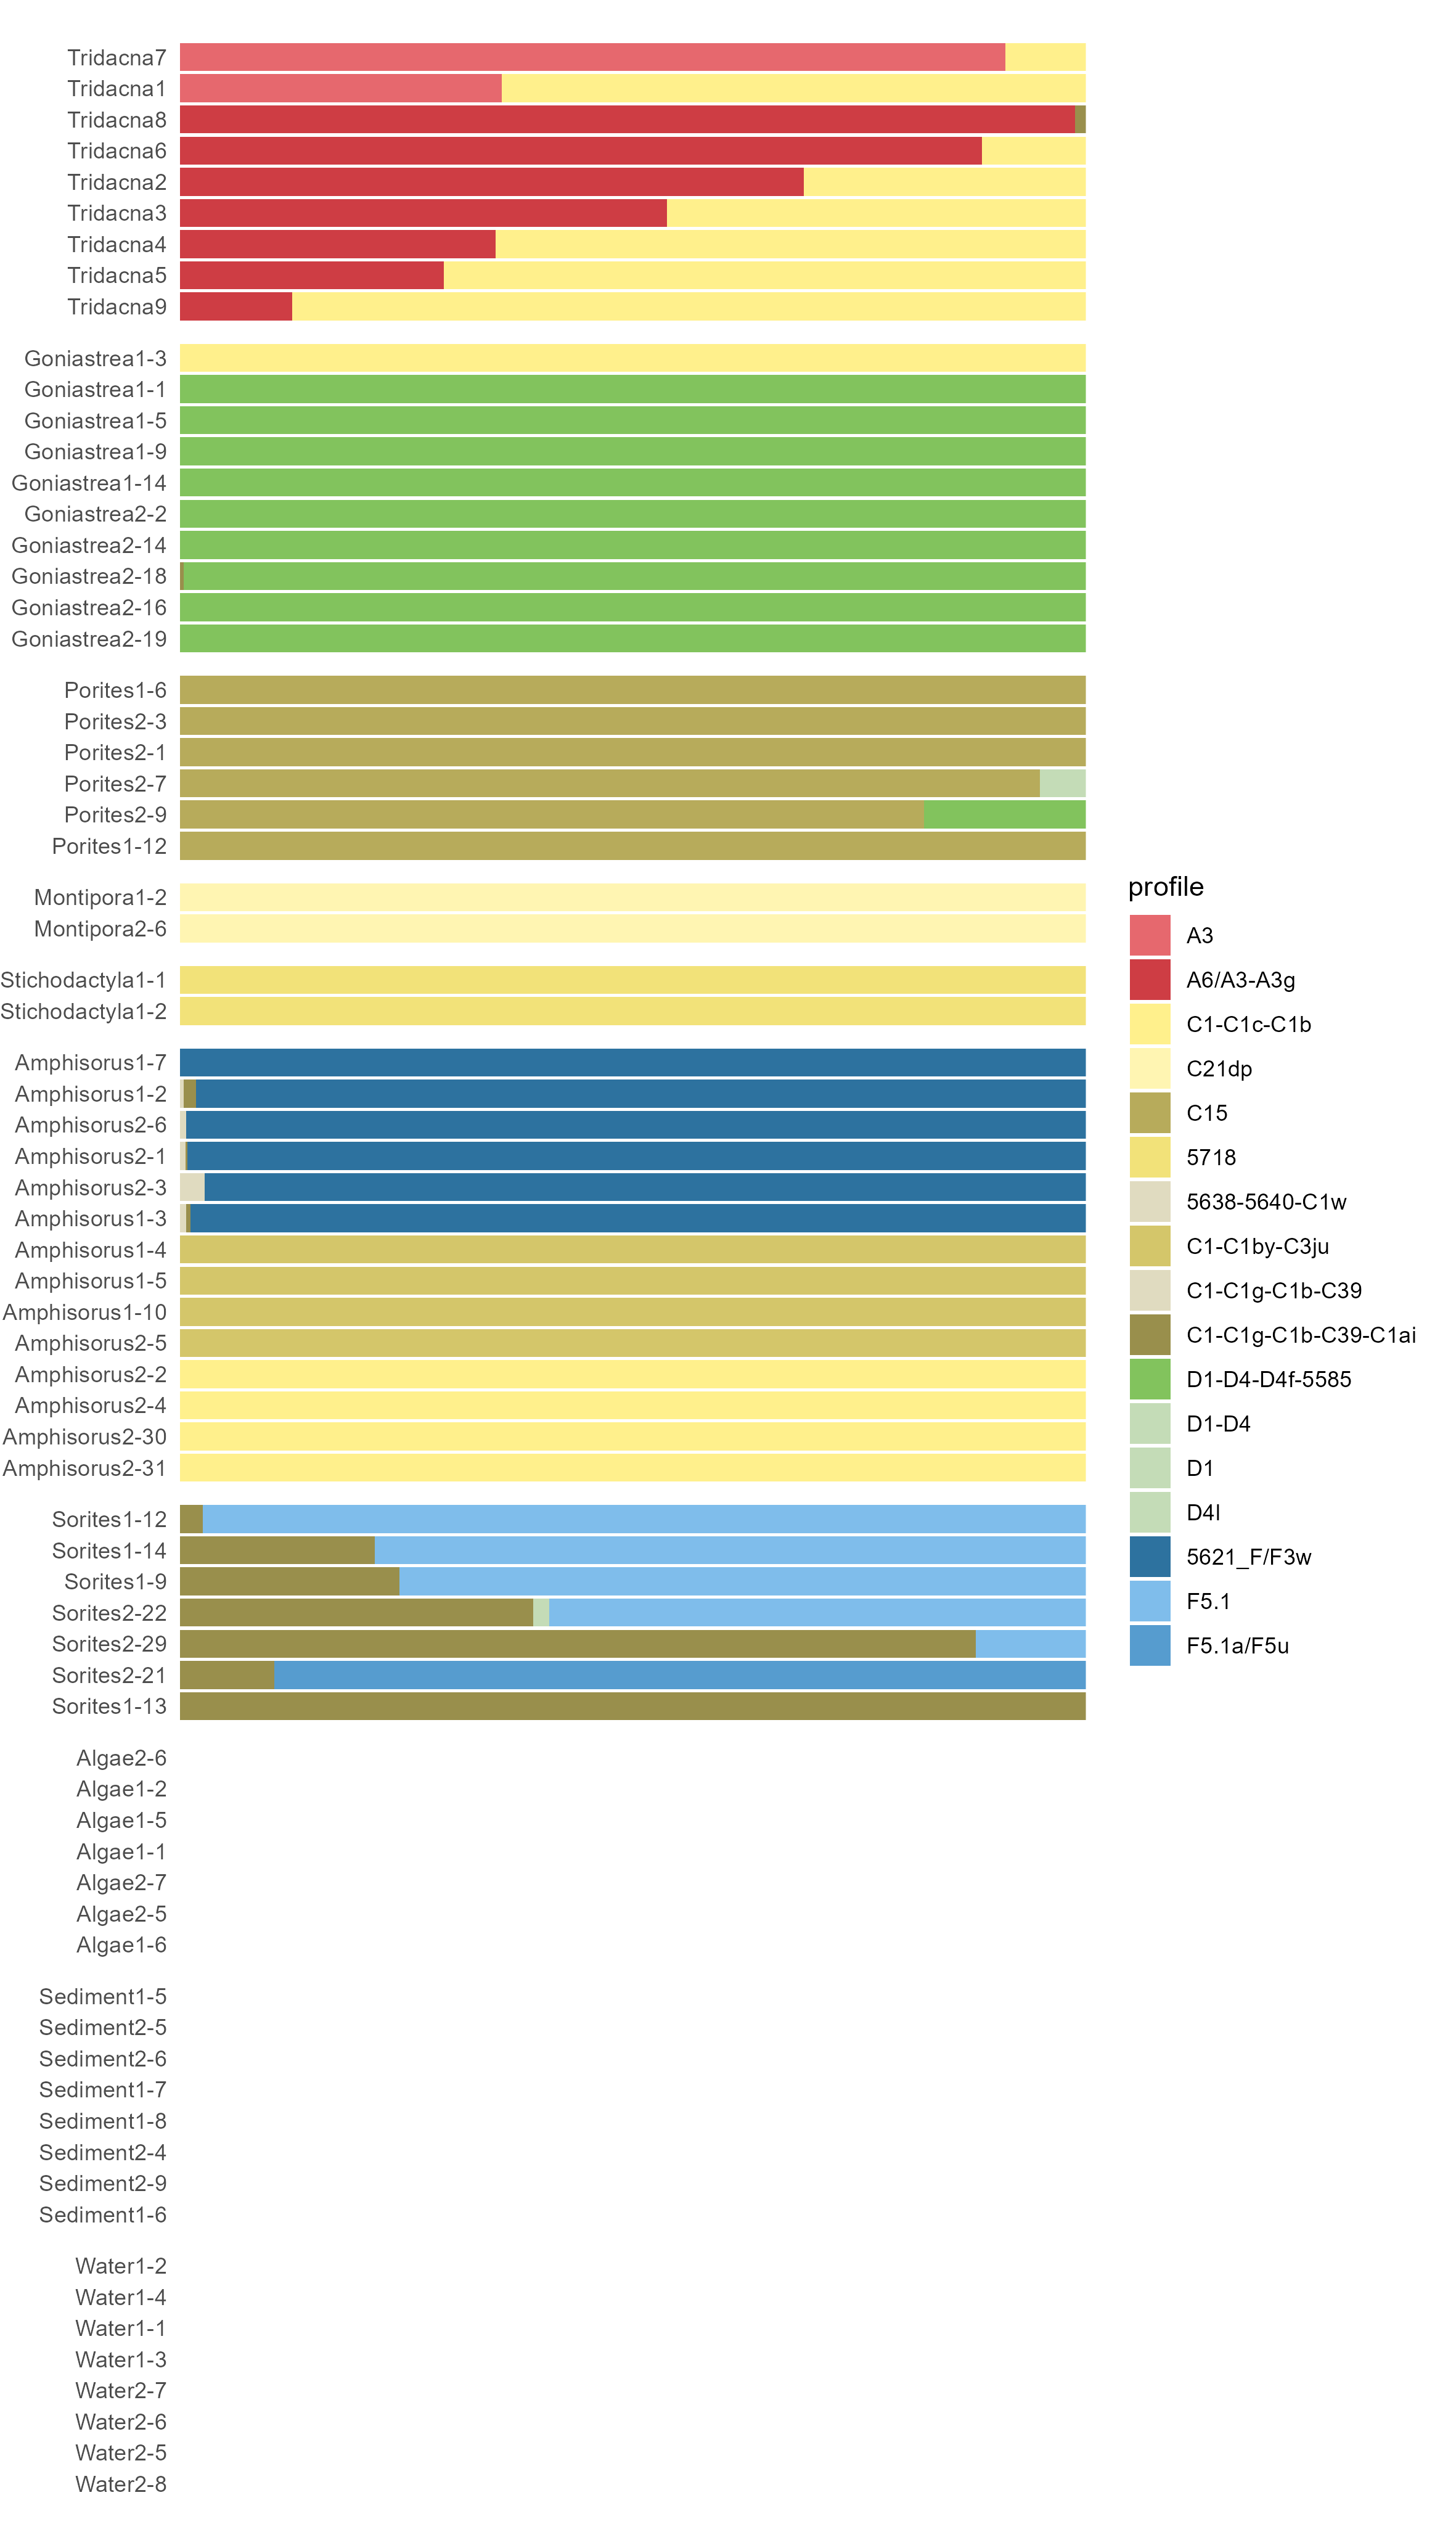 Tridacna7
Tridacna1
Tridacna8
Tridacna6
Tridacna2
Tridacna3
Tridacna4
Tridacna5
Tridacna9
Goniastrea1-3
Goniastrea1-1
Goniastrea1-5
Goniastrea1-9
Goniastrea1-14
Goniastrea2-2
Goniastrea2-14
Goniastrea2-18
Goniastrea2-16
Goniastrea2-19
Porites1-6
Porites2-3
Porites2-1
Porites2-7
Porites2-9
Porites1-12
Montipora1-2
Montipora2-6
Stichodactyla1-1
Stichodactyla1-2
Amphisorus1-7
Amphisorus1-2
Amphisorus2-6
Amphisorus2-1
Amphisorus2-3
Amphisorus1-3
Amphisorus1-4
Amphisorus1-5
Amphisorus1-10
Amphisorus2-5
Amphisorus2-2
Amphisorus2-4
Amphisorus2-30
Amphisorus2-31
Sorites1-12
Sorites1-14
Sorites1-9
Sorites2-22
Sorites2-29
Sorites2-21
Sorites1-13
Algae2-6
Algae1-2
Algae1-5
Algae1-1
Algae2-7
Algae2-5
Algae1-6
Sediment1-5
Sediment2-5
Sediment2-6
Sediment1-7
Sediment1-8
Sediment2-4
Sediment2-9
Sediment1-6
Water1-2
Water1-4
Water1-1
Water1-3
Water2-7
Water2-6
Water2-5
Water2-8
profile
A3
A6/A3-A3g
C1-C1c-C1b
C21dp
C15
5718
5638-5640-C1w
C1-C1by-C3ju
C1-C1g-C1b-C39
C1-C1g-C1b-C39-C1ai
D1-D4-D4f-5585
D1-D4
D1
D4l
5621_F/F3w
F5.1
F5.1a/F5u